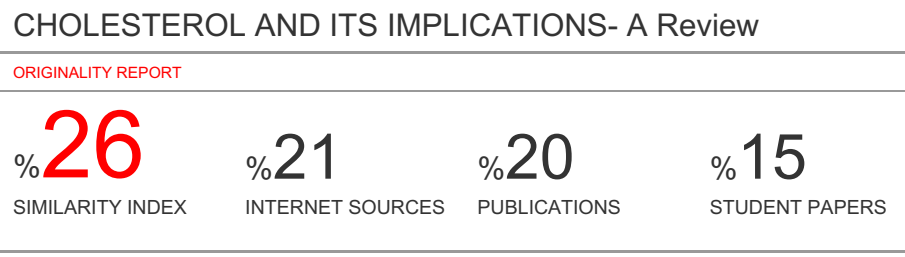 CHOLESTEROL AND ITS IMPLICATIONS- A Review
ORIGINALITY REPORT
%26 %21 %20 %15
SIMILARITY INDEX INTERNET SOURCES PUBLICATIONS STUDENT PAPERS